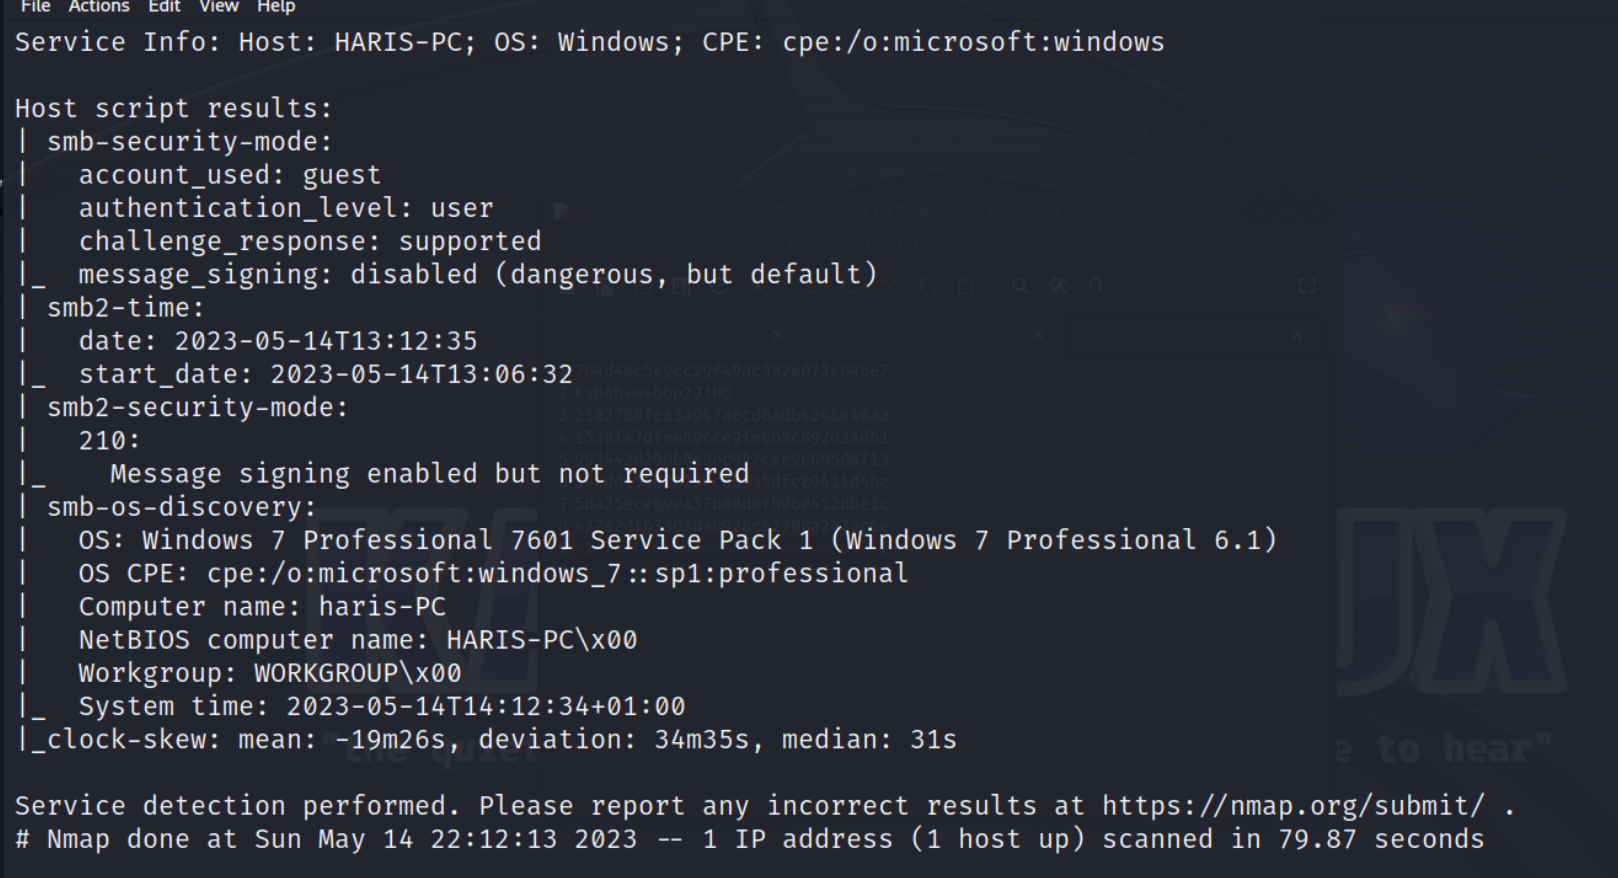 File Actions Edit View Help
Service Info: Host: HARIS-PC; OS: Windows; CPE: cpe:/o:microsoft:windows
Host script results:
| smb-security-mode:
|   account_used: guest
|   authentication_level: user
|   challenge_response: supported
|_  message_signing: disabled (dangerous, but default)
| smb2-time:
|   date: 2023-05-14T13:12:35
|_  start_date: 2023-05-14T13:06:32
| smb2-security-mode:
|   210:
|_    Message signing enabled but not required
| smb-os-discovery:
|   OS: Windows 7 Professional 7601 Service Pack 1 (Windows 7 Professional 6.1)
|   OS CPE: cpe:/o:microsoft:windows_7::sp1:professional
|   Computer name: haris-PC
|   NetBIOS computer name: HARIS-PC\x00
|   Workgroup: WORKGROUP\x00
|_  System time: 2023-05-14T14:12:34+01:00
|_clock-skew: mean: -19m26s, deviation: 34m35s, median: 31s
Service detection performed. Please report any incorrect results at https://nmap.org/submit/ .
# Nmap done at Sun May 14 22:12:13 2023 -- 1 IP address (1 host up) scanned in 79.87 seconds